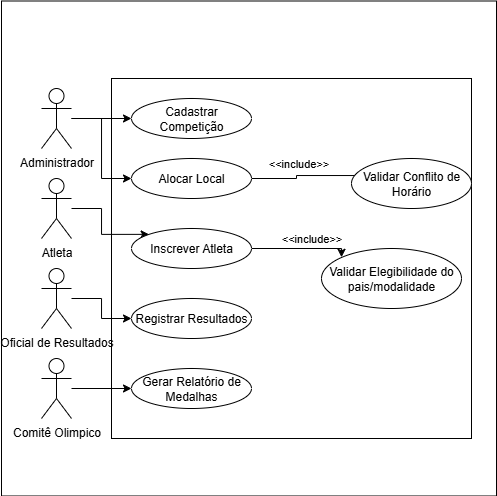 Cadastrar
Competição
Administrador
Alocar Local
<<include>>
Validar Conflito de
Horário
Atleta
Inscrever Atleta
<<include>>
Validar Elegibilidade do
pais/modalidade
Oficial de Resultados
Registrar Resultados
Gerar Relatório de
Medalhas
Comitê Olimpico